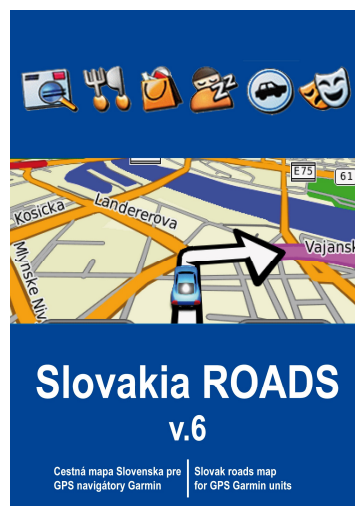 E75
61
Košická
Landererova
Vajansk
Mlynské Niv
Slovakia ROADS
v.6
Cestná mapa Slovenska pre
GPS navigátory Garmin
Slovak roads map
for GPS Garmin units